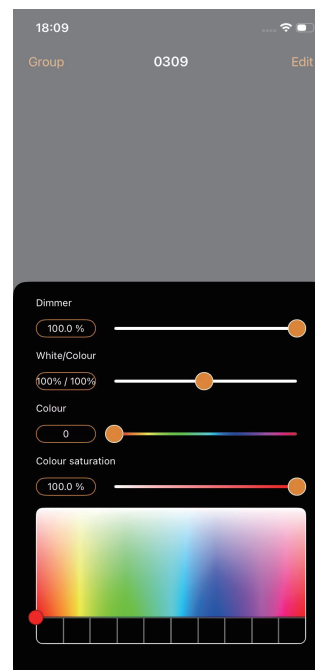 18:09
Group 0309 Edit
Dimmer
100.0 %
White/Colour
100% / 100%
Colour
0
Colour saturation
100.0 %